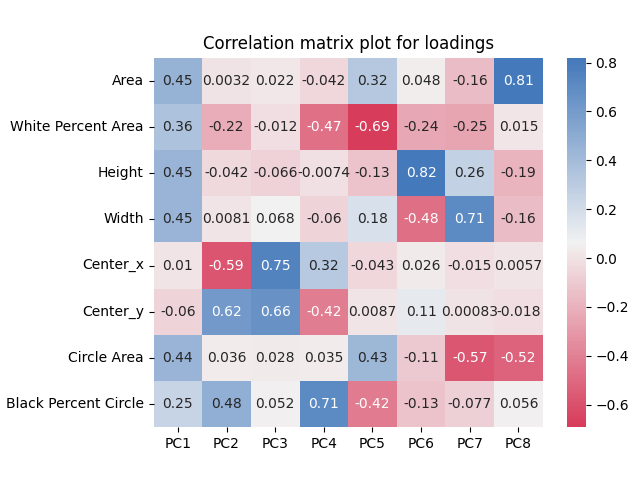 Correlation matrix plot for loadings
Area 0.45 0.0032 0.022 -0.042 0.32 0.048 -0.16 0.81
White Percent Area 0.36 -0.22 -0.012 -0.47 -0.69 -0.24 -0.25 0.015
Height 0.45 -0.042 -0.066 -0.0074 -0.13 0.82 0.26 -0.19
Width 0.45 0.0081 0.068 -0.06 0.18 -0.48 0.71 -0.16
Center_x 0.01 -0.59 0.75 0.32 -0.043 0.026 -0.015 0.0057
Center_y -0.06 0.62 0.66 -0.42 0.0087 0.11 0.00083 -0.018
Circle Area 0.44 0.036 0.028 0.035 0.43 -0.11 -0.57 -0.52
Black Percent Circle 0.25 0.48 0.052 0.71 -0.42 -0.13 -0.077 0.056
PC1 PC2 PC3 PC4 PC5 PC6 PC7 PC8
0.8
0.6
0.4
0.2
0.0
−0.2
−0.4
−0.6